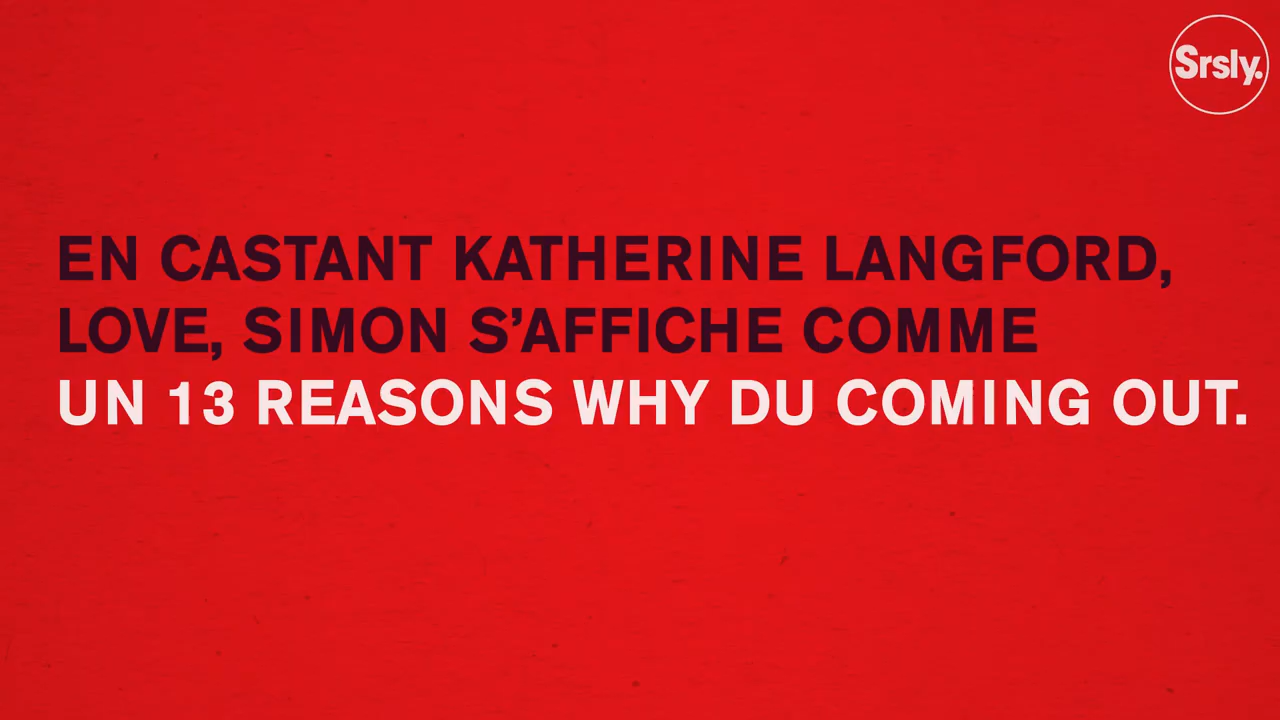 Srsly.
EN CASTANT KATHERINE LANGFORD,
LOVE, SIMON S’AFFICHE COMME
UN 13 REASONS WHY DU COMING OUT.